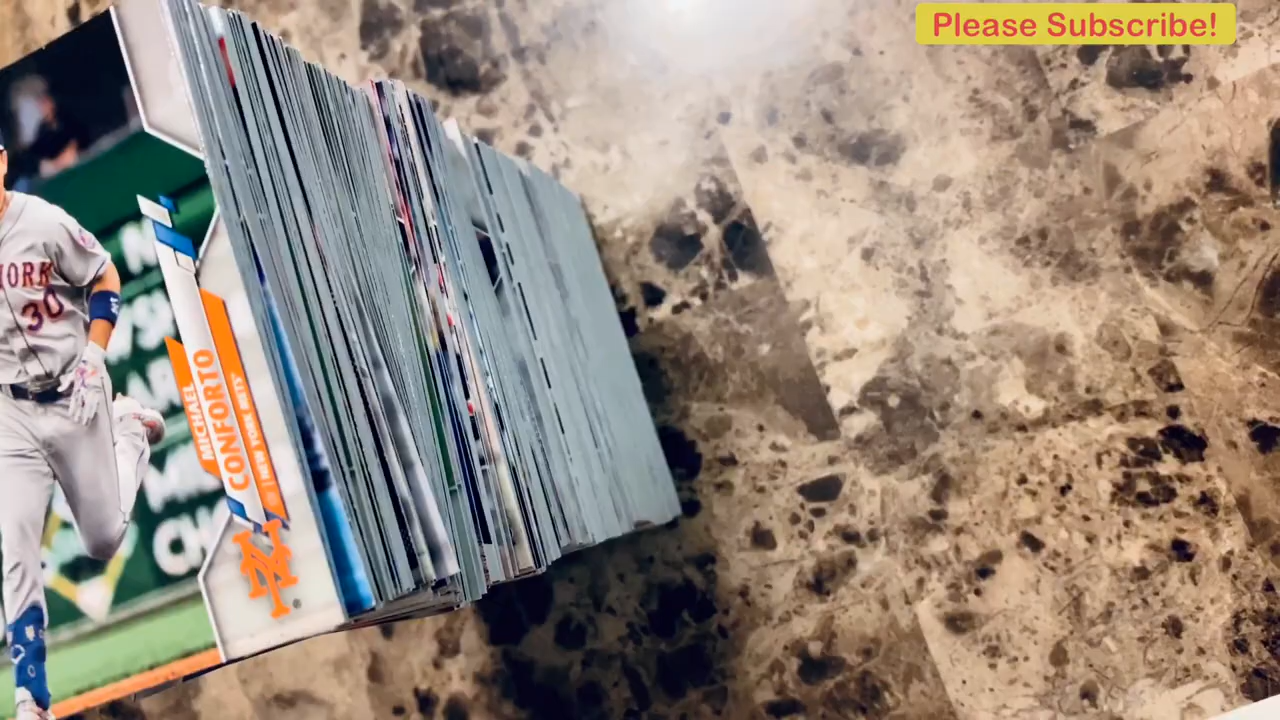 Please Subscribe!
YORK
30
MICHAEL
CONFORTO
NEW YORK METS
NY